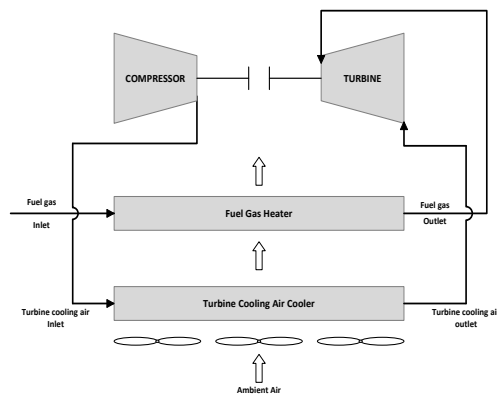 COMPRESSOR
TURBINE
Fuel gas
Inlet
Fuel Gas Heater
Fuel gas
Outlet
Turbine cooling air
Inlet
Turbine Cooling Air Cooler
Turbine cooling ai
outlet
Ambient Air